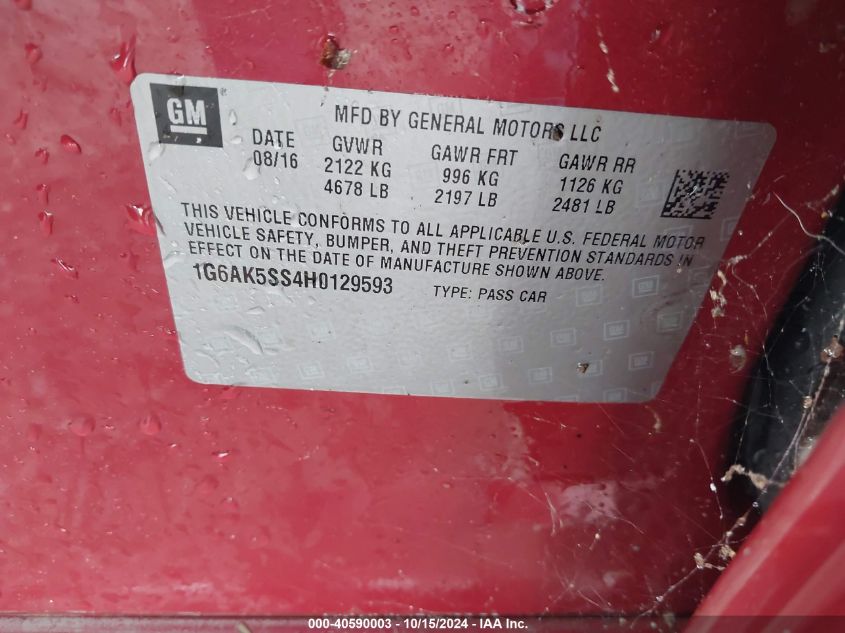 GM
MFD BY GENERAL MOTORS LLC
DATE GVWR GAWR FRT GAWR RR
08/16 2122 KG 996 KG 1126 KG
4678 LB 2197 LB 2481 LB
THIS VEHICLE CONFORMS TO ALL APPLICABLE U.S. FEDERAL MOTOR
VEHICLE SAFETY, BUMPER, AND THEFT PREVENTION STANDARDS IN
EFFECT ON THE DATE OF MANUFACTURE SHOWN ABOVE.
1G6AK5SS4H0129593 TYPE: PASS CAR
000-40590003 - 10/15/2024 - IAA Inc.